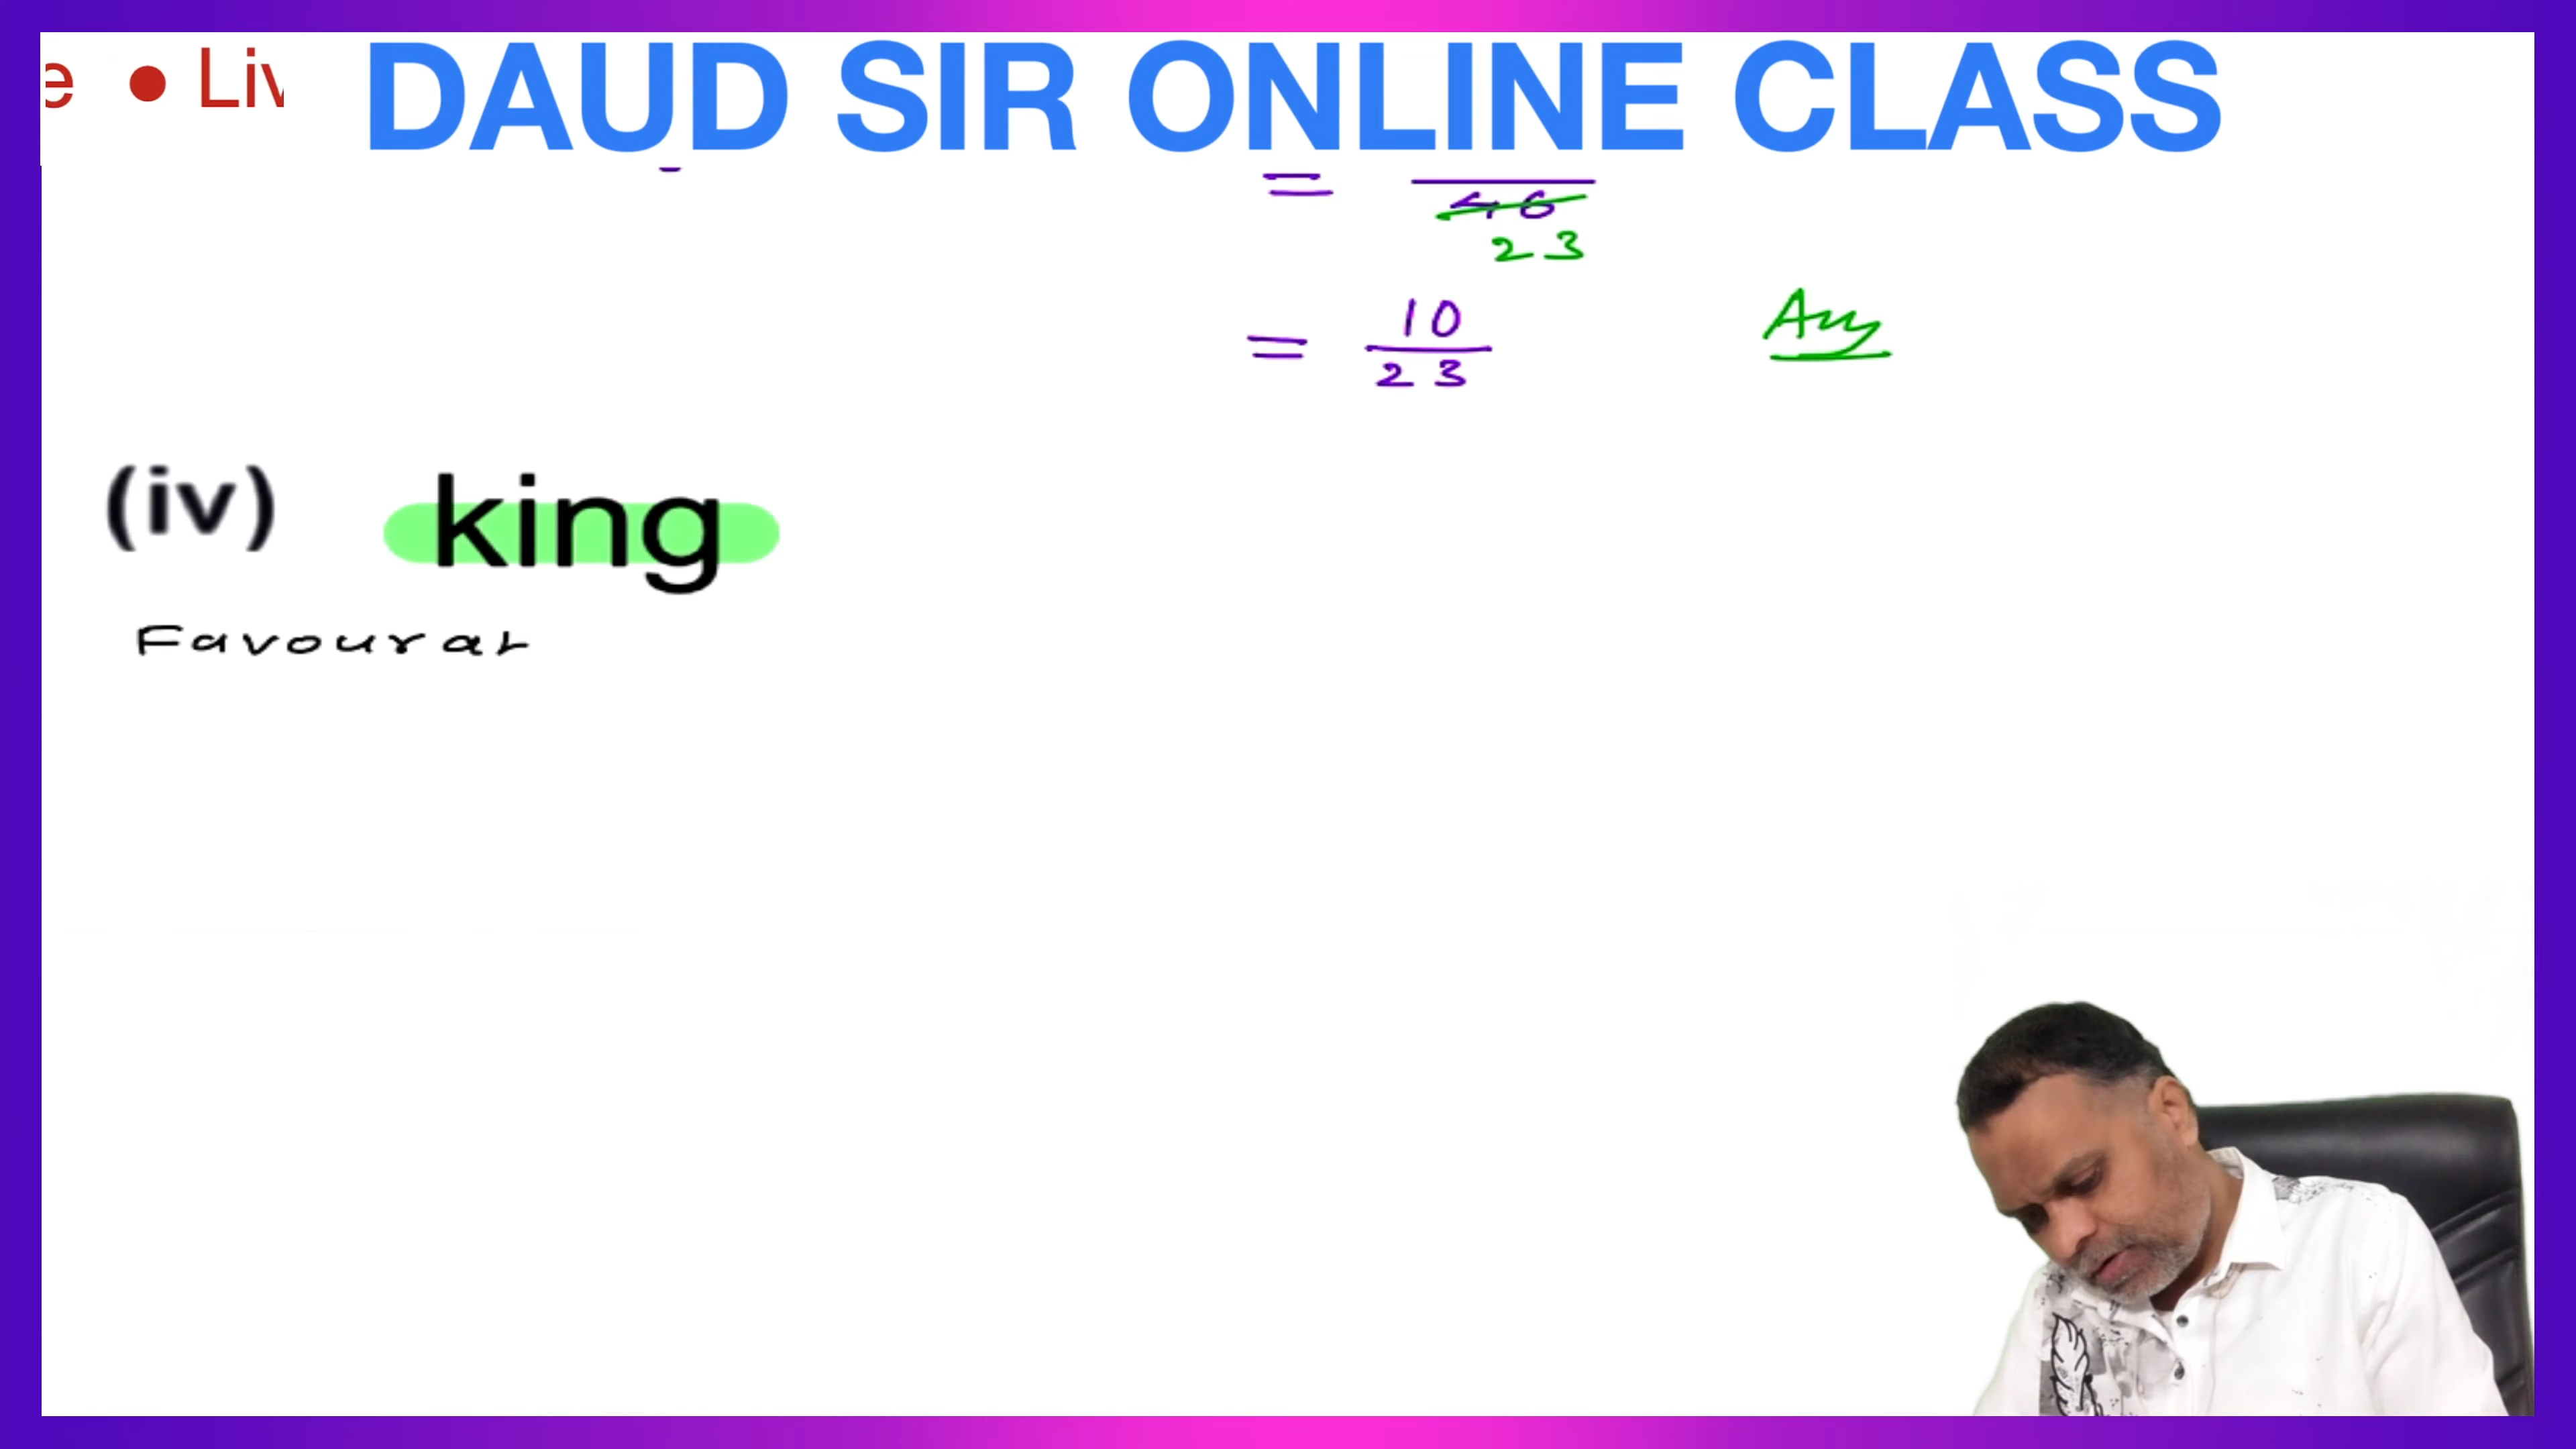 e ● Liv DAUD SIR ONLINE CLASS
= 46
23
= 10/23 Ans
(iv) king
Favourat